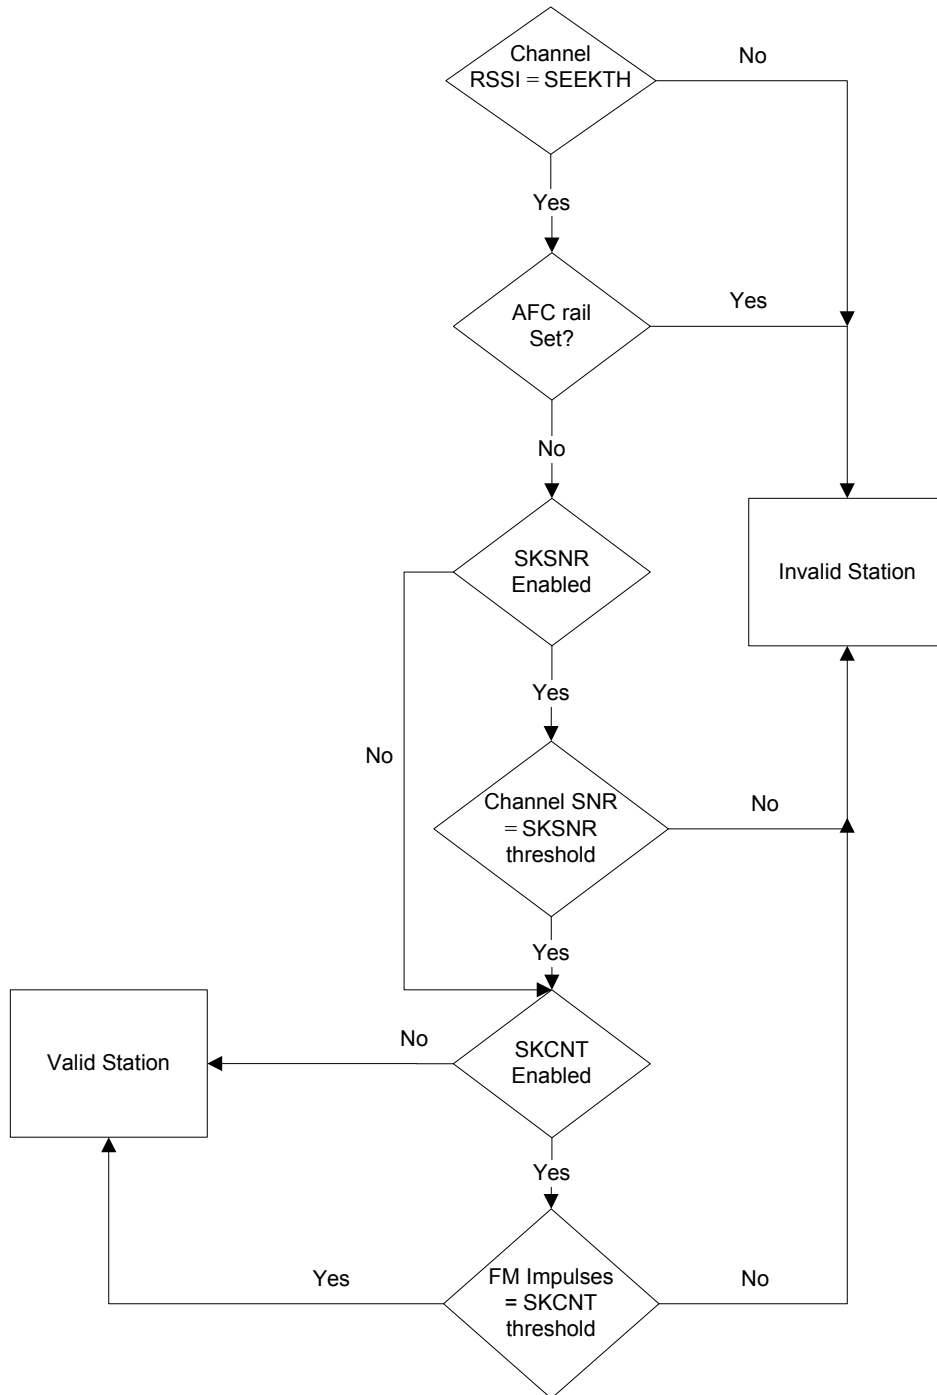 Channel
RSSI = SEEKTH
No
Yes
AFC rail
Set?
Yes
No
SKSNR
Enabled
Invalid Station
Yes
No
Channel SNR
= SKSNR
threshold
No
Yes
Valid Station
No
SKCNT
Enabled
Yes
Yes
FM Impulses
= SKCNT
threshold
No